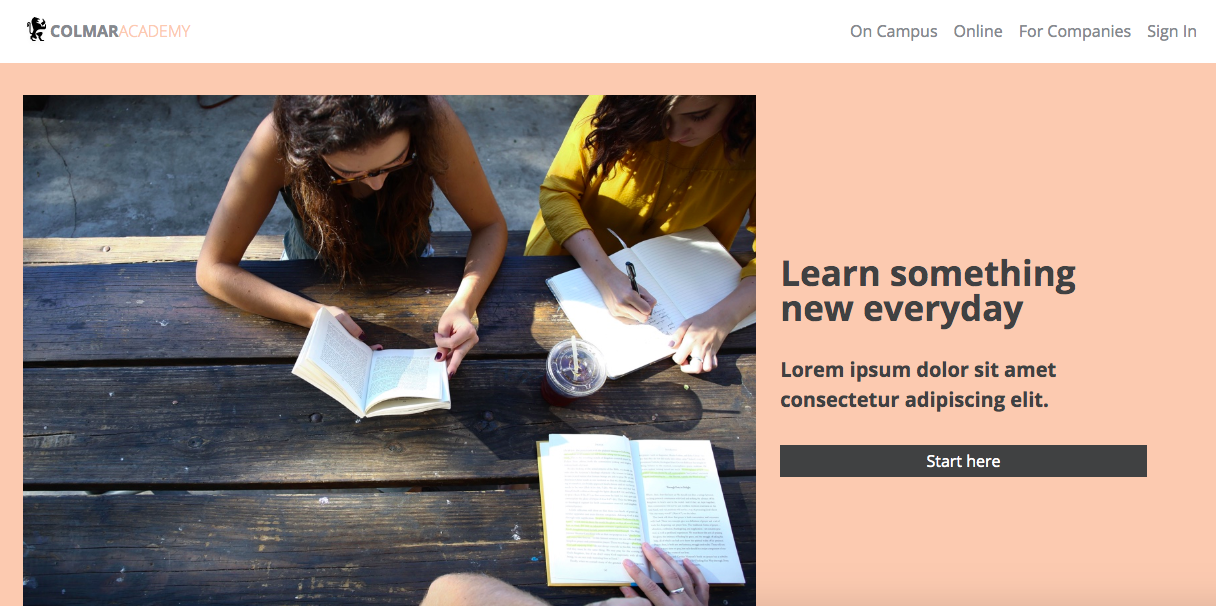 COLMARACADEMY
On Campus Online For Companies Sign In
Learn something
new everyday
Lorem ipsum dolor sit amet
consectetur adipiscing elit.
Start here